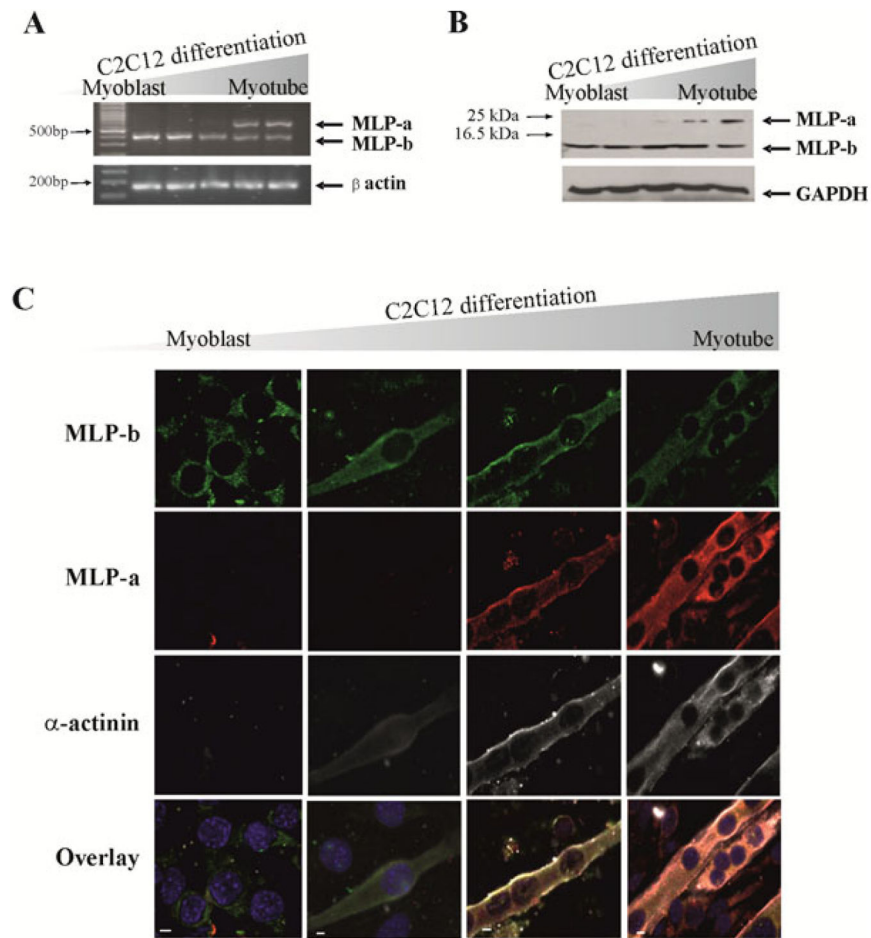 A
C2C12 differentiation
Myoblast Myotube
500bp
MLP-a
MLP-b
200bp
β actin
B
C2C12 differentiation
Myoblast Myotube
25 kDa
16.5 kDa
MLP-a
MLP-b
GAPDH
C
C2C12 differentiation
Myoblast Myotube
MLP-b
MLP-a
α-actinin
Overlay